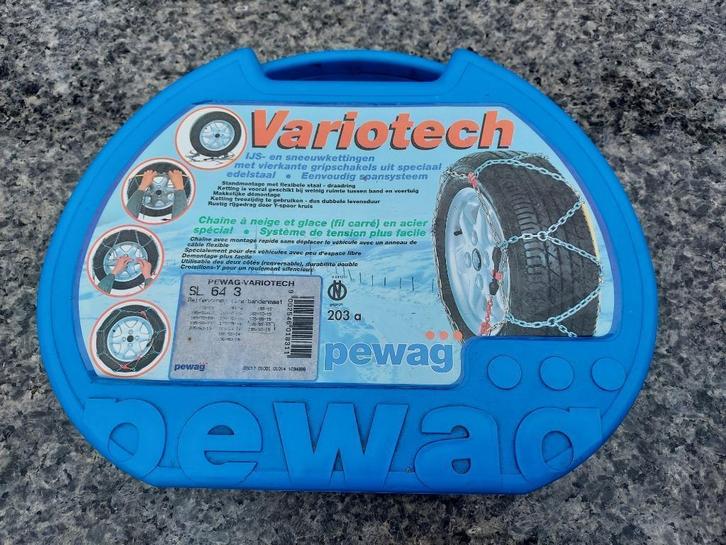 Variotech
IJS- en sneeuwkettingen
met vierkante gripschakels uit speciaal
edelstaal • Eenvoudig spansysteem
Standmontage met flexibele staal - draadring
Ketting is vooral geschikt bij weinig ruimte tussen band en voertuig
Makkelijke démontage
Ketting tweezijdig te gebruiken - dus dubbele levensduur
Rustig rijgedrag door Y-spoor kruis
Chaîne à neige et glace (fil carré) en acier
spécial • Système de tension plus facile
Chaîne avec montage rapide sans déplacer le véhicule avec un anneau de
câble flexible
Specialement pour des véhicules avec peu d'espace libre
Demontage plus facile
Utilisable des deux côtés (renversable), durabilité double
Croisillons-Y pour un roulement silencieux
PEWAG-VARIOTECH
SL 64 3
pewag
9002546018311
203 a
pewag
pewag